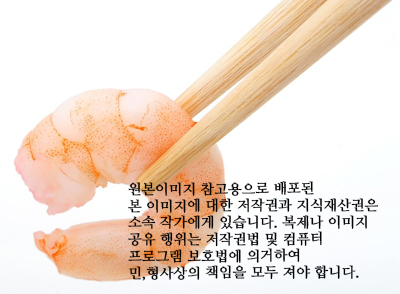 원본이미지 참고용으로 배포된
본 이미지에 대한 저작권과 지식재산권은
소속 작가에게 있습니다. 복제나 이미지
공유 행위는 저작권법 및 컴퓨터
프로그램 보호법에 의거하여
민,형사상의 책임을 모두 져야 합니다.